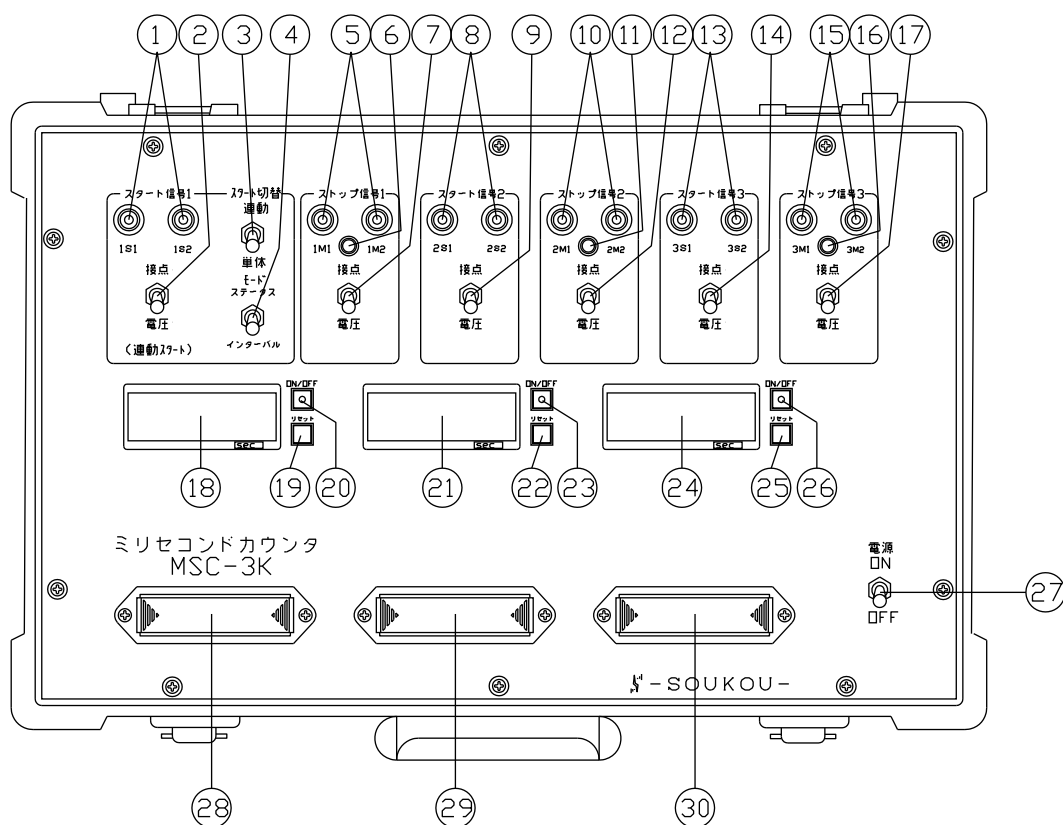 1 2 3 4 5 6 7 8 9 10 11 12 13 14 15 16 17
スタート信号1 スタート切替 ストップ信号1 スタート信号2 ストップ信号2 スタート信号3 ストップ信号3
連動
1S1 1S2 1M1 1M2 2S1 2S2 2M1 2M2 3S1 3S2 3M1 3M2
接点 単体 接点 接点 接点 接点 接点
モード
ステータス
電圧 電圧 電圧 電圧 電圧 電圧
(連動スタート) インターバル
ON/OFF ON/OFF ON/OFF
リセット リセット リセット
sec sec sec
18 19 20 21 22 23 24 25 26
ミリセコンドカウンタ
MSC-3K
電源
ON
27
OFF
-SOUKOU-
28 29 30